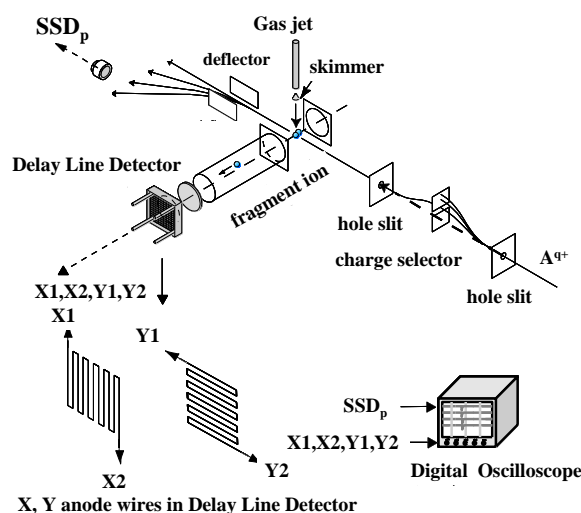 Gas jet
SSDp
deflector
skimmer
Delay Line Detector
fragment ion
hole slit
charge selector
A^q+
hole slit
X1,X2,Y1,Y2
X1
Y1
X2
Y2
SSDp
X1,X2,Y1,Y2
Digital Oscilloscope
X, Y anode wires in Delay Line Detector